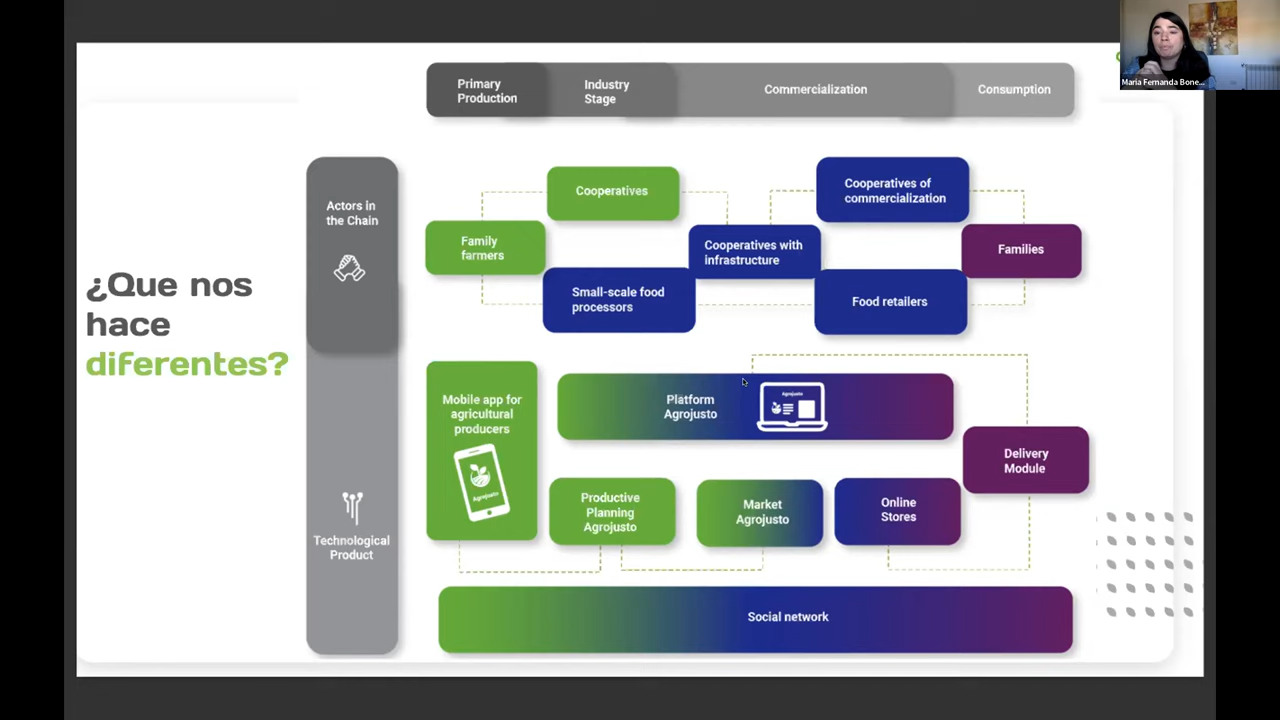 Maria Fernanda Bone...
Primary
Production
Industry
Stage
Commercialization
Consumption
¿Que nos
hace
diferentes?
Actors in
the Chain
Cooperatives
Cooperatives of
commercialization
Family
farmers
Cooperatives with
infrastructure
Families
Small-scale food
processors
Food retailers
Mobile app for
agricultural
producers
Agrojusto
Platform
Agrojusto
Agrojusto
Delivery
Module
Productive
Planning
Agrojusto
Market
Agrojusto
Online
Stores
Technological
Product
Social network